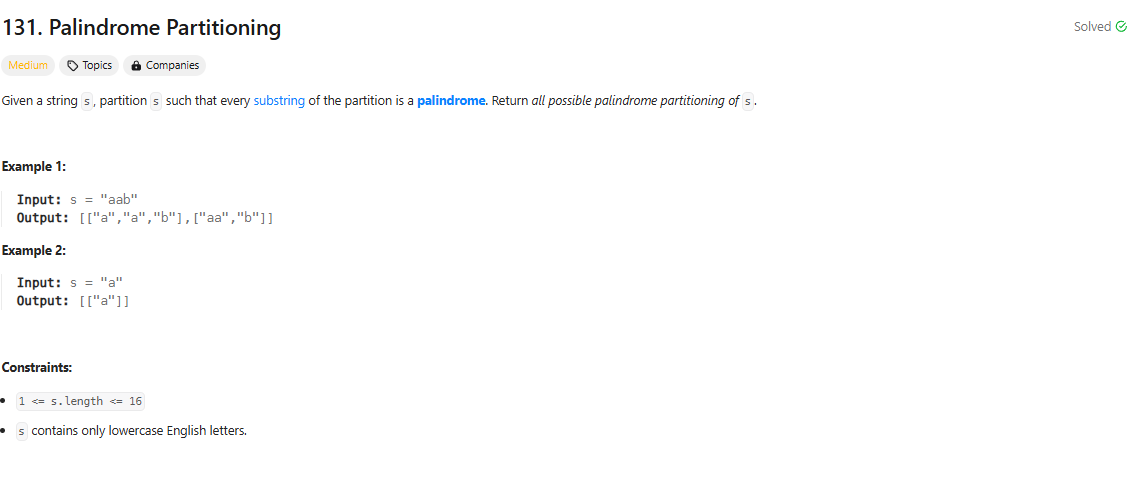 131. Palindrome Partitioning
Solved
Medium Topics Companies
Given a string s, partition s such that every substring of the partition is a palindrome. Return all possible palindrome partitioning of s.
Example 1:
Input: s = "aab"
Output: [["a","a","b"],["aa","b"]]
Example 2:
Input: s = "a"
Output: [["a"]]
Constraints:
• 1 <= s.length <= 16
• s contains only lowercase English letters.